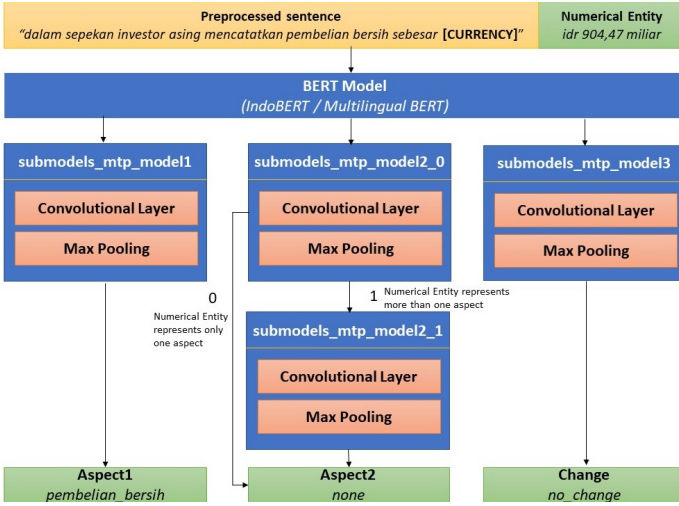 Preprocessed sentence
“dalam sepekan investor asing mencatatkan pembelian bersih sebesar [CURRENCY]”
Numerical Entity
idr 904,47 miliar
BERT Model
(IndoBERT / Multilingual BERT)
submodels_mtp_model1
Convolutional Layer
Max Pooling
submodels_mtp_model2_0
Convolutional Layer
Max Pooling
submodels_mtp_model3
Convolutional Layer
Max Pooling
0
Numerical Entity
represents only
one aspect
1
Numerical Entity represents
more than one aspect
submodels_mtp_model2_1
Convolutional Layer
Max Pooling
Aspect1
pembelian_bersih
Aspect2
none
Change
no_change